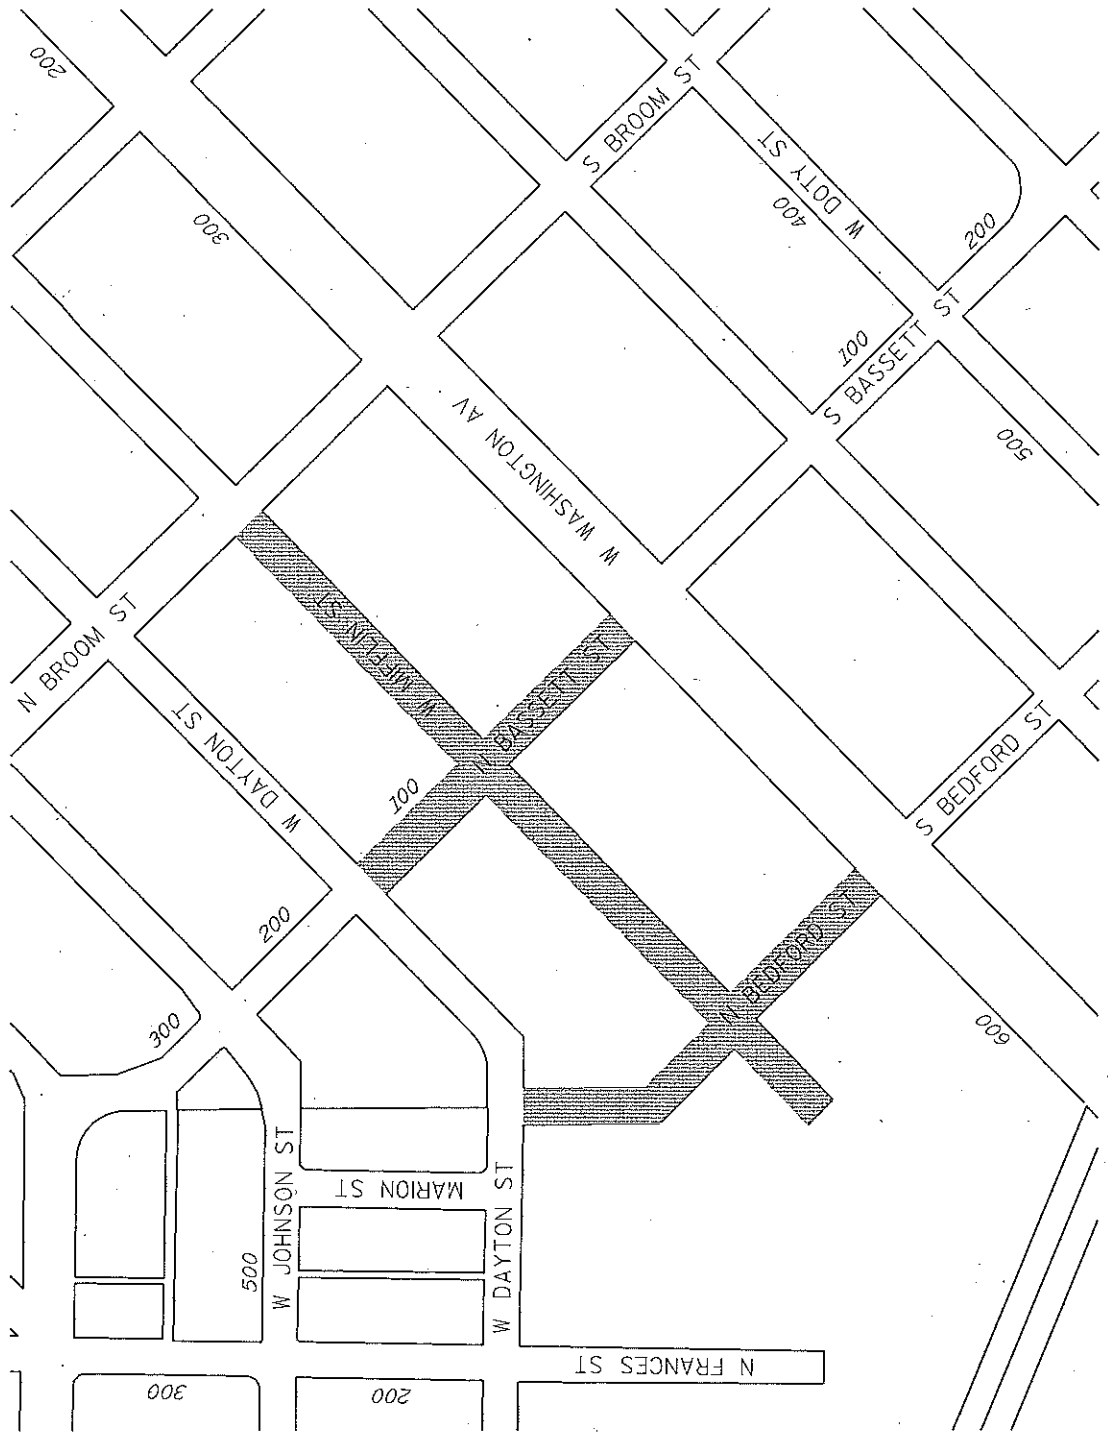 200
S BROOM ST
W DOTY ST
400
300
200
100
S BASSETT ST
500
W WASHINGTON AV
N BROOM ST
W MIFFLIN ST
N BASSETT ST
W DAYTON ST
100
S BEDFORD ST
200
N BEDFORD ST
300
600
W JOHNSON ST
MARION ST
W DAYTON ST
500
N FRANCES ST
300
200